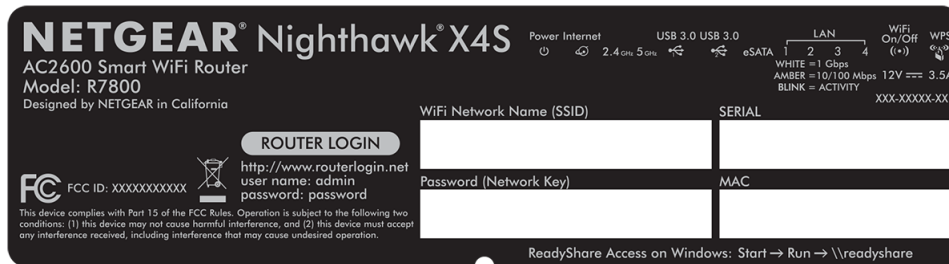 NETGEAR® Nighthawk® X4S
AC2600 Smart WiFi Router
Model: R7800
Designed by NETGEAR in California
Power Internet
2.4 GHz 5 GHz
USB 3.0 USB 3.0
eSATA
LAN
1 2 3 4
WHITE = 1 Gbps
AMBER = 10/100 Mbps
BLINK = ACTIVITY
WiFi
On/Off
WPS
12V 3.5A
XXX-XXXXX-XX
WiFi Network Name (SSID)
SERIAL
ROUTER LOGIN
http://www.routerlogin.net
user name: admin
password: password
FC FCC ID: XXXXXXXXXXX
Password (Network Key)
MAC
This device complies with Part 15 of the FCC Rules. Operation is subject to the following two
conditions: (1) this device may not cause harmful interference, and (2) this device must accept
any interference received, including interference that may cause undesired operation.
ReadyShare Access on Windows: Start → Run → \\readyshare